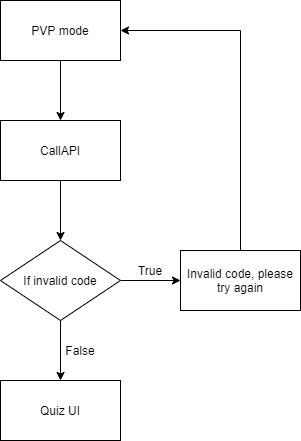 PVP mode
CallAPI
If invalid code
True
Invalid code, please
try again
False
Quiz UI